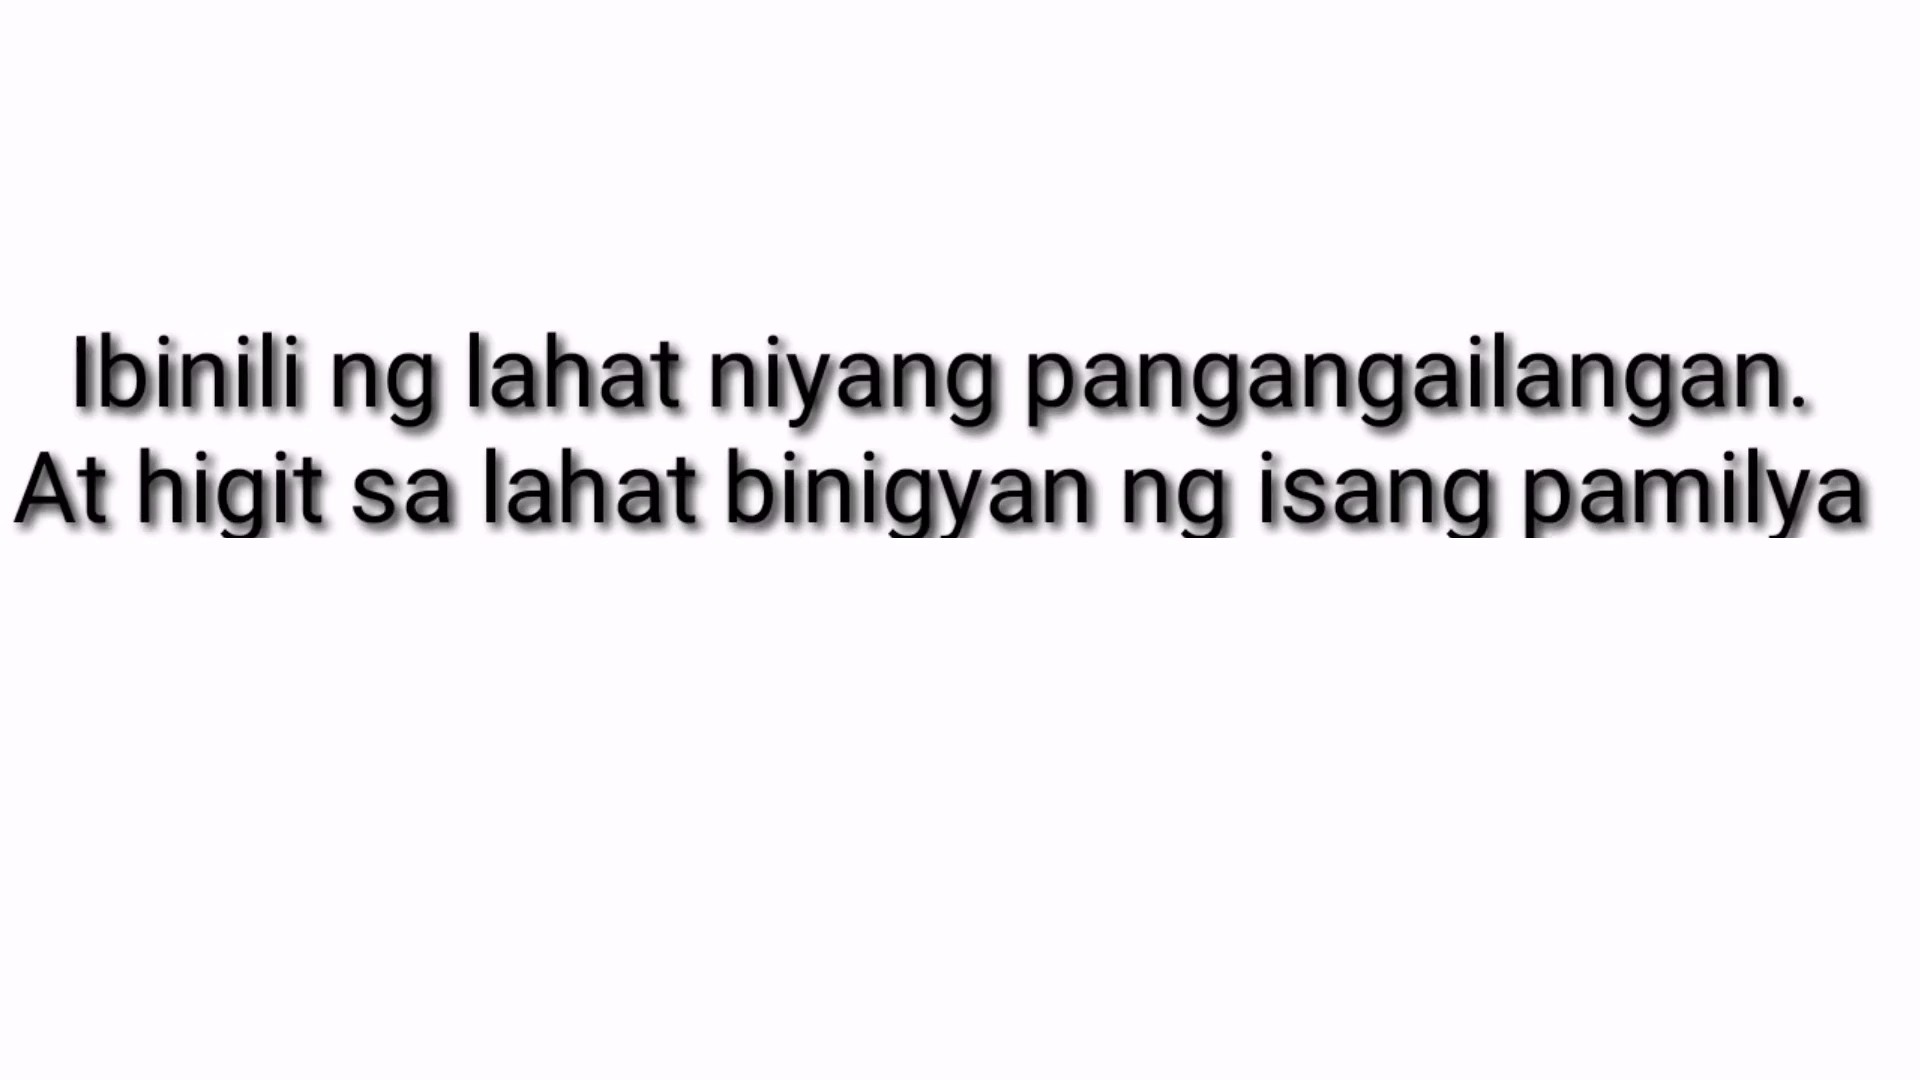 Ibinili ng lahat niyang pangangailangan.
At higit sa lahat binigyan ng isang pamilya